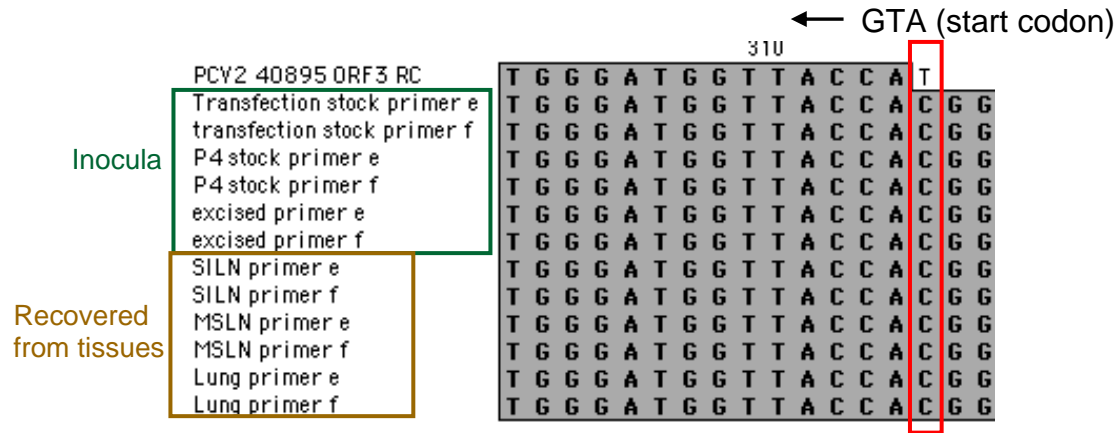 ← GTA (start codon)
310
PCV2 40895 ORF3 RC T G G G A T G G T T A C C A T
Transfection stock primer e T G G G A T G G T T A C C A C G G
transfection stock primer f T G G G A T G G T T A C C A C G G
P4 stock primer e T G G G A T G G T T A C C A C G G
P4 stock primer f T G G G A T G G T T A C C A C G G
excised primer e T G G G A T G G T T A C C A C G G
excised primer f T G G G A T G G T T A C C A C G G
SILN primer e T G G G A T G G T T A C C A C G G
SILN primer f T G G G A T G G T T A C C A C G G
MSLN primer e T G G G A T G G T T A C C A C G G
MSLN primer f T G G G A T G G T T A C C A C G G
Lung primer e T G G G A T G G T T A C C A C G G
Lung primer f T G G G A T G G T T A C C A C G G
Inocula
Recovered
from tissues